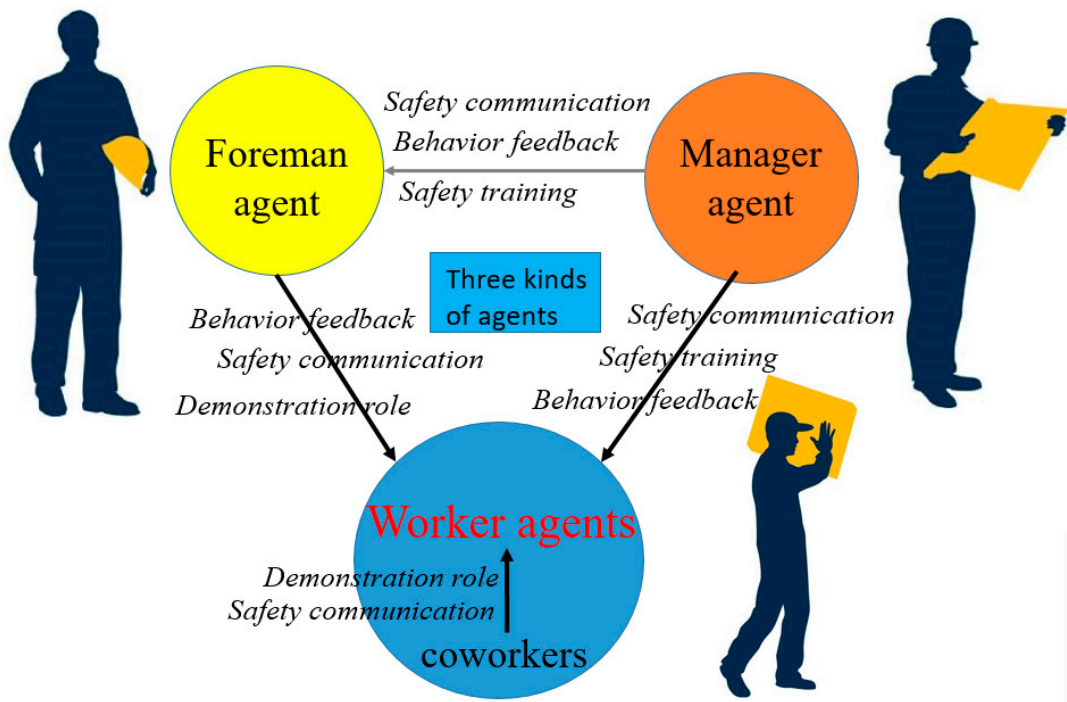 Safety communication
Behavior feedback
Safety training
Foreman
agent
Manager
agent
Three kinds
of agents
Behavior feedback
Safety communication
Demonstration role
Safety communication
Safety training
Behavior feedback
Worker agents
Demonstration role
Safety communication
coworkers